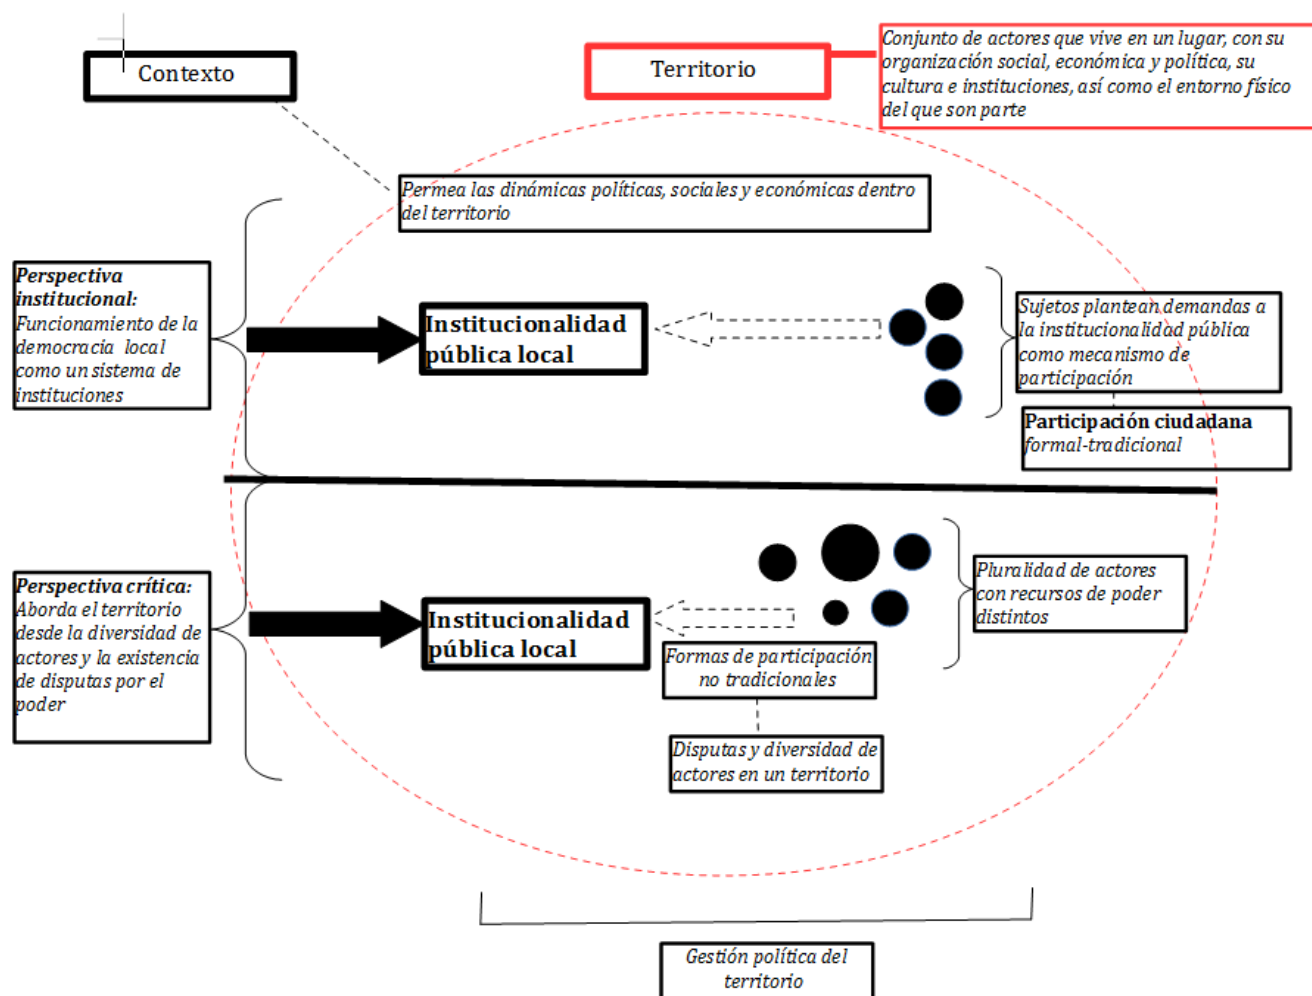 Contexto
Territorio
Conjunto de actores que vive en un lugar, con su
organización social, económica y política, su
cultura e instituciones, así como el entorno físico
del que son parte
Permea las dinámicas políticas, sociales y económicas dentro
del territorio
Perspectiva
institucional:
Funcionamiento de la
democracia local
como un sistema de
instituciones
Institucionalidad
pública local
Sujetos plantean demandas a
la institucionalidad pública
como mecanismo de
participación
Participación ciudadana
formal-tradicional
Perspectiva crítica:
Aborda el territorio
desde la diversidad de
actores y la existencia
de disputas por el
poder
Institucionalidad
pública local
Pluralidad de actores
con recursos de poder
distintos
Formas de participación
no tradicionales
Disputas y diversidad de
actores en un territorio
Gestión política del
territorio